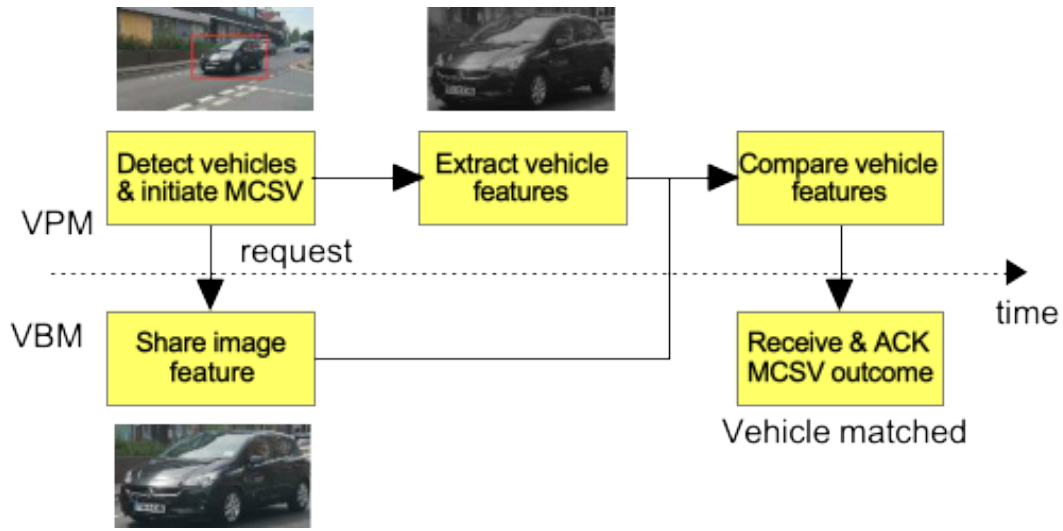 Detect vehicles
& initiate MCSV
Extract vehicle
features
Compare vehicle
features
VPM
request
time
VBM
Share image
feature
Receive & ACK
MCSV outcome
Vehicle matched